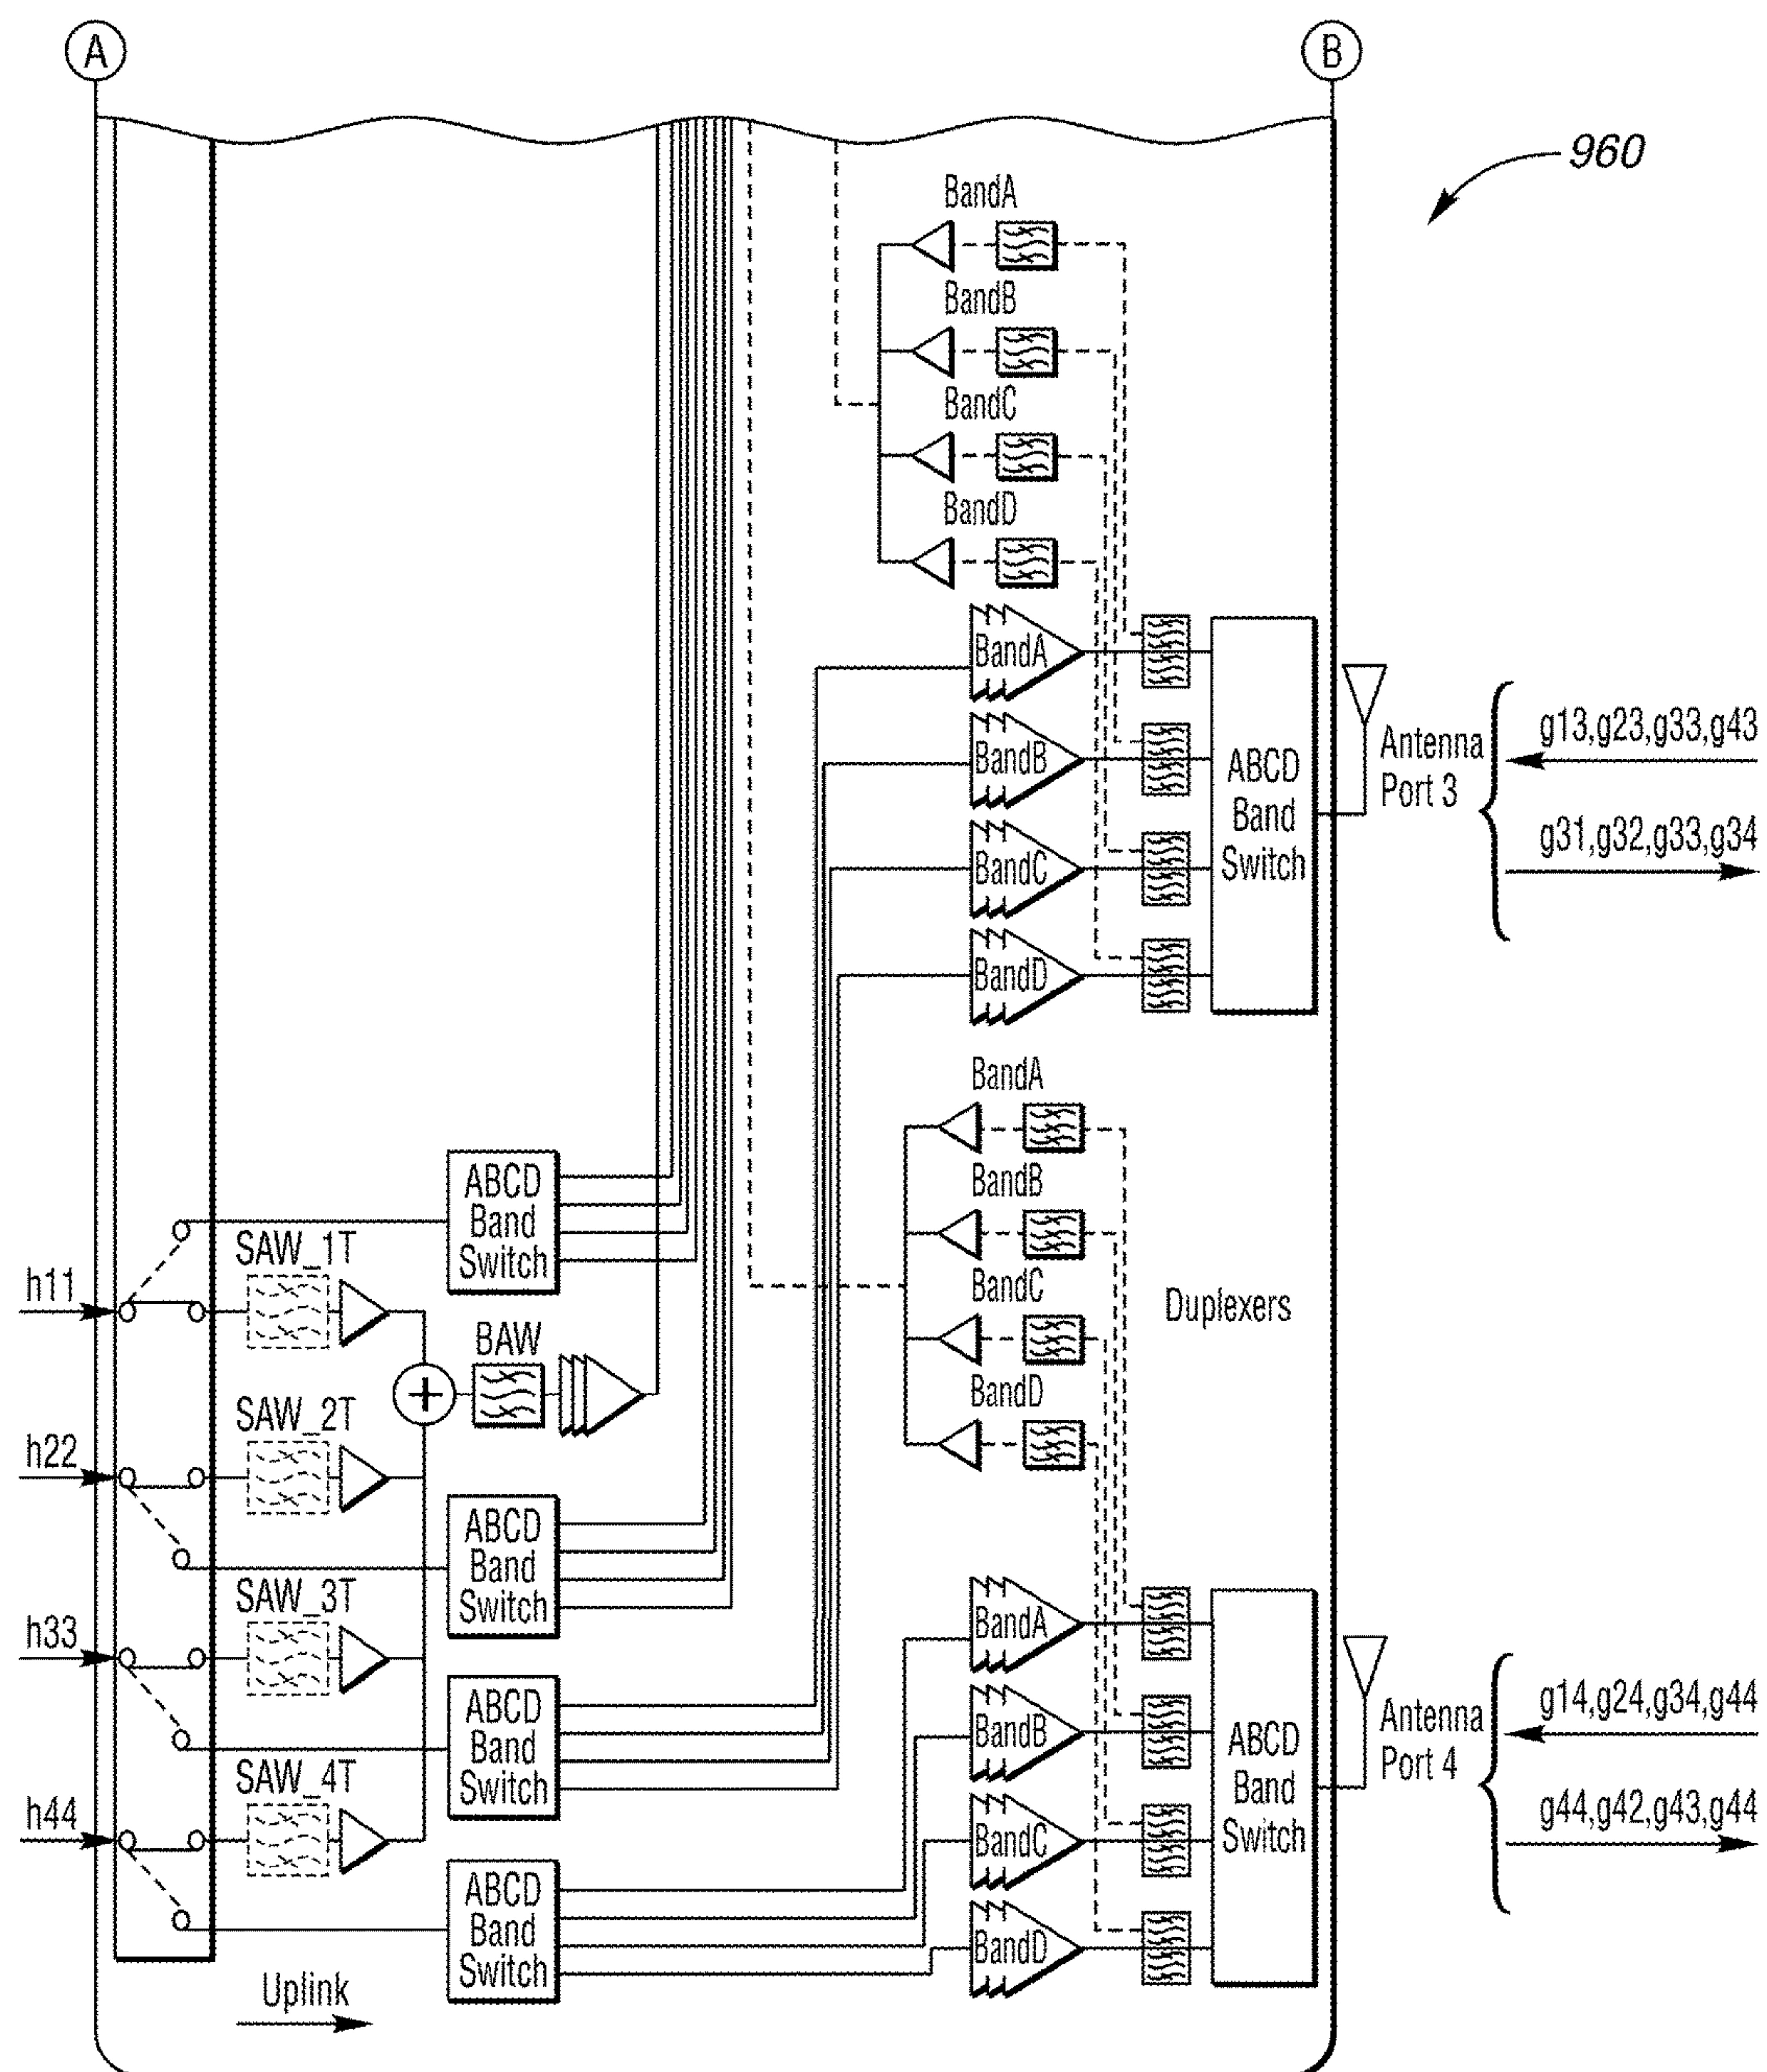 A
B
960
BandA
BandB
BandC
BandD
BandA
BandB
BandC
BandD
ABCD
Band
Switch
Antenna
Port 3
g13,g23,g33,g43
g31,g32,g33,g34
BandA
BandB
BandC
BandD
Duplexers
ABCD
Band
Switch
SAW_1T
h11
BAW
+
SAW_2T
h22
ABCD
Band
Switch
SAW_3T
h33
ABCD
Band
Switch
SAW_4T
h44
ABCD
Band
Switch
BandA
BandB
BandC
BandD
ABCD
Band
Switch
Antenna
Port 4
g14,g24,g34,g44
g44,g42,g43,g44
Uplink